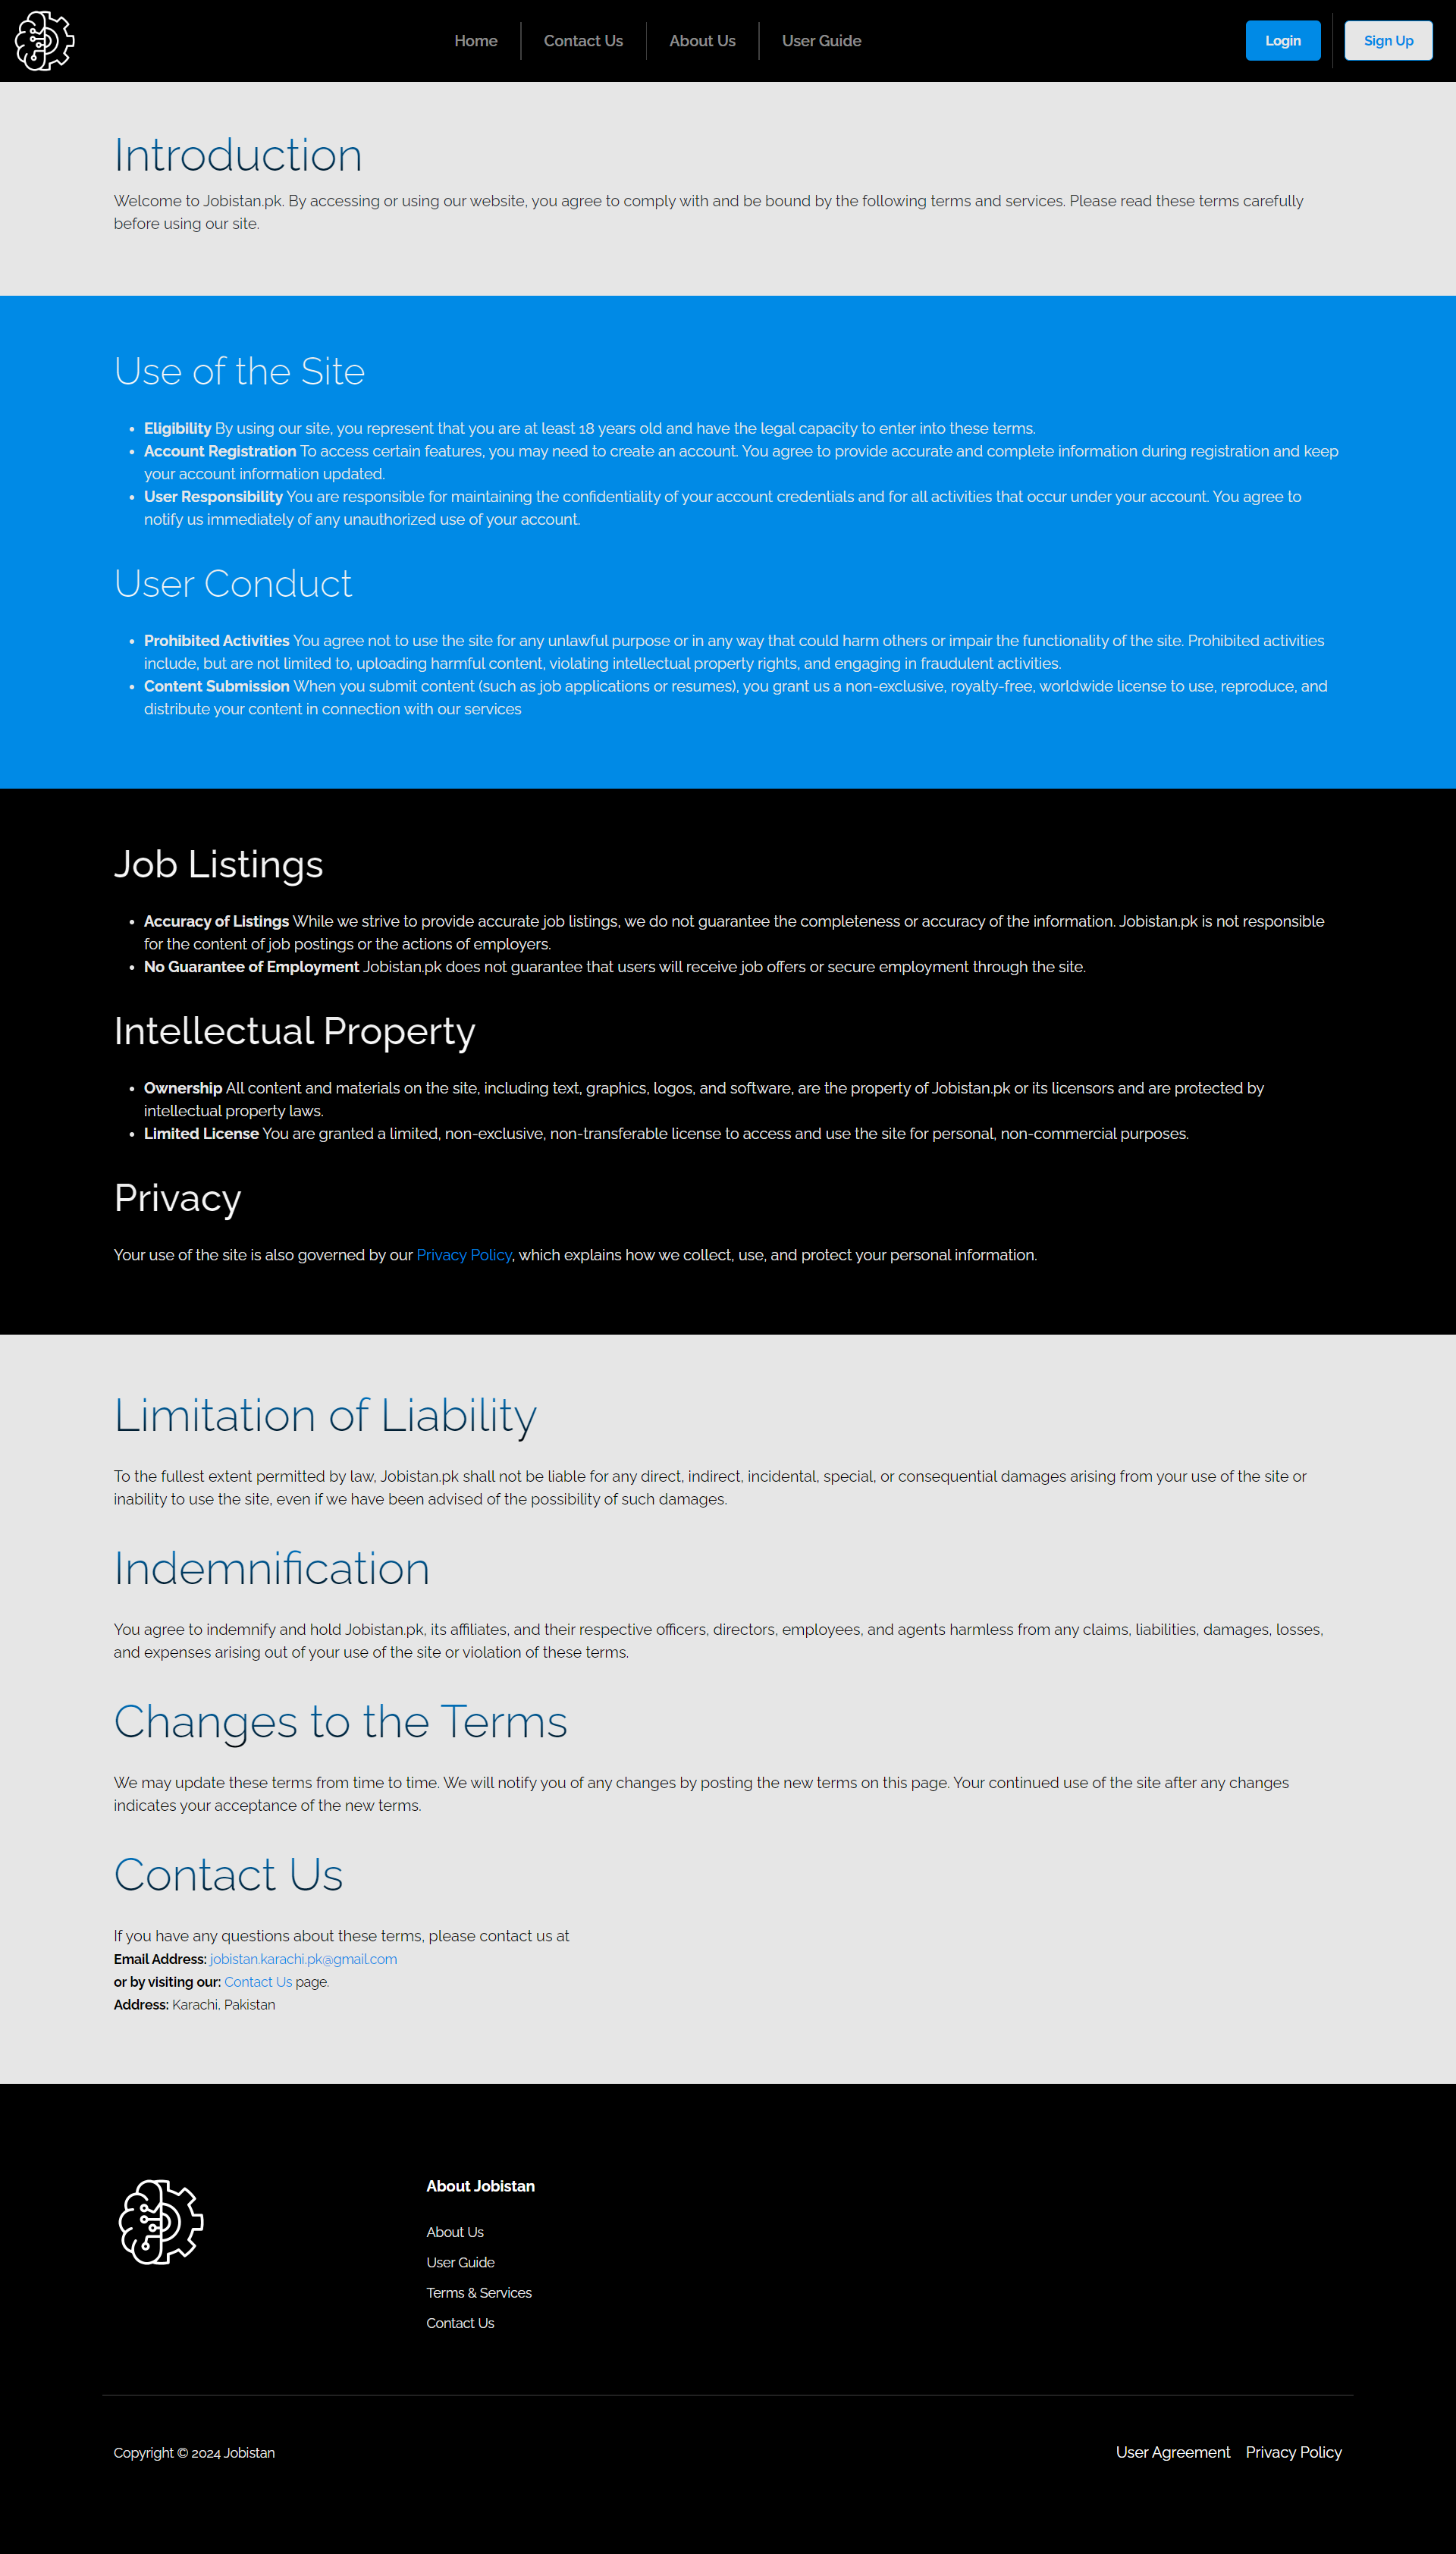 Home
Contact Us
About Us
User Guide
Login
Sign Up
Introduction
Welcome to Jobistan.pk. By accessing or using our website, you agree to comply with and be bound by the following terms and services. Please read these terms carefully
before using our site.
Use of the Site
• Eligibility By using our site, you represent that you are at least 18 years old and have the legal capacity to enter into these terms.
• Account Registration To access certain features, you may need to create an account. You agree to provide accurate and complete information during registration and keep
your account information updated.
• User Responsibility You are responsible for maintaining the confidentiality of your account credentials and for all activities that occur under your account. You agree to
notify us immediately of any unauthorized use of your account.
User Conduct
• Prohibited Activities You agree not to use the site for any unlawful purpose or in any way that could harm others or impair the functionality of the site. Prohibited activities
include, but are not limited to, uploading harmful content, violating intellectual property rights, and engaging in fraudulent activities.
• Content Submission When you submit content (such as job applications or resumes), you grant us a non-exclusive, royalty-free, worldwide license to use, reproduce, and
distribute your content in connection with our services
Job Listings
• Accuracy of Listings While we strive to provide accurate job listings, we do not guarantee the completeness or accuracy of the information. Jobistan.pk is not responsible
for the content of job postings or the actions of employers.
• No Guarantee of Employment Jobistan.pk does not guarantee that users will receive job offers or secure employment through the site.
Intellectual Property
• Ownership All content and materials on the site, including text, graphics, logos, and software, are the property of Jobistan.pk or its licensors and are protected by
intellectual property laws.
• Limited License You are granted a limited, non-exclusive, non-transferable license to access and use the site for personal, non-commercial purposes.
Privacy
Your use of the site is also governed by our Privacy Policy, which explains how we collect, use, and protect your personal information.
Limitation of Liability
To the fullest extent permitted by law, Jobistan.pk shall not be liable for any direct, indirect, incidental, special, or consequential damages arising from your use of the site or
inability to use the site, even if we have been advised of the possibility of such damages.
Indemnification
You agree to indemnify and hold Jobistan.pk, its affiliates, and their respective officers, directors, employees, and agents harmless from any claims, liabilities, damages, losses,
and expenses arising out of your use of the site or violation of these terms.
Changes to the Terms
We may update these terms from time to time. We will notify you of any changes by posting the new terms on this page. Your continued use of the site after any changes
indicates your acceptance of the new terms.
Contact Us
If you have any questions about these terms, please contact us at
Email Address: jobistan.karachi.pk@gmail.com
or by visiting our: Contact Us page.
Address: Karachi, Pakistan
About Jobistan
About Us
User Guide
Terms & Services
Contact Us
Copyright © 2024 Jobistan
User Agreement
Privacy Policy